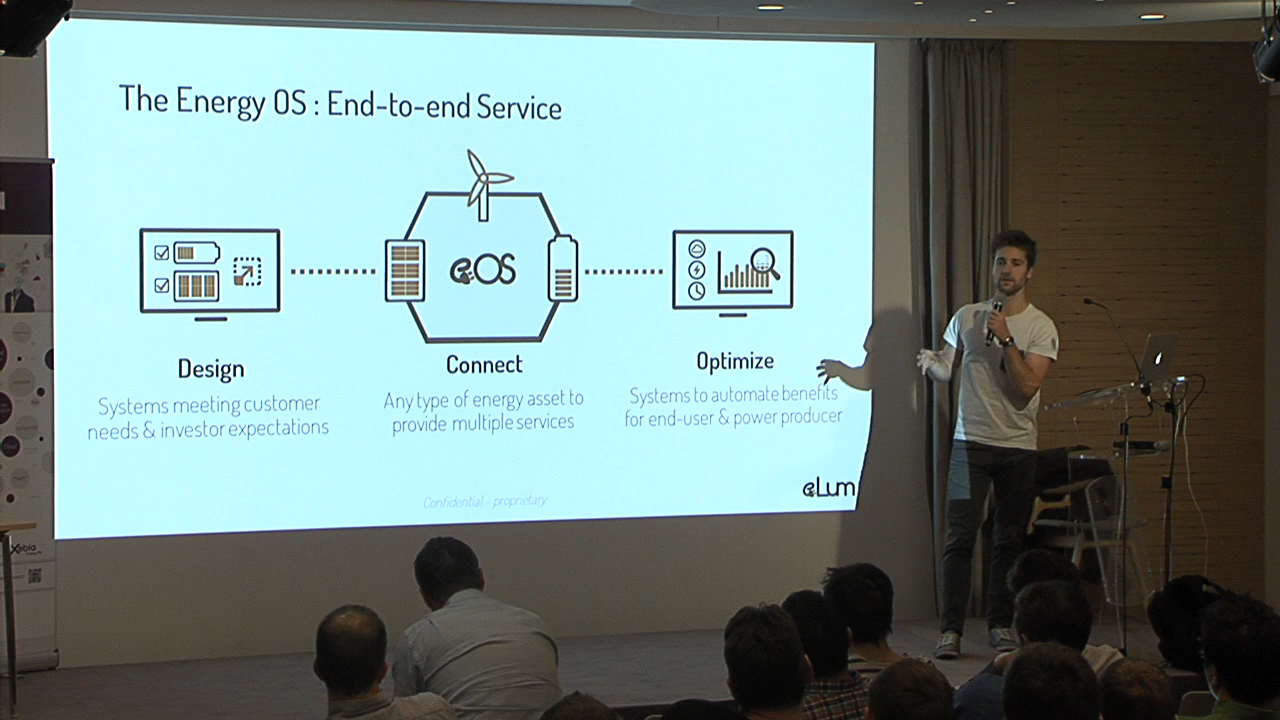 The Energy OS : End-to-end Service
eOS
Design
Systems meeting customer
needs & investor expectations
Connect
Any type of energy asset to
provide multiple services
Optimize
Systems to automate benefits
for end-user & power producer
Confidential - proprietary
eLum
Xebia